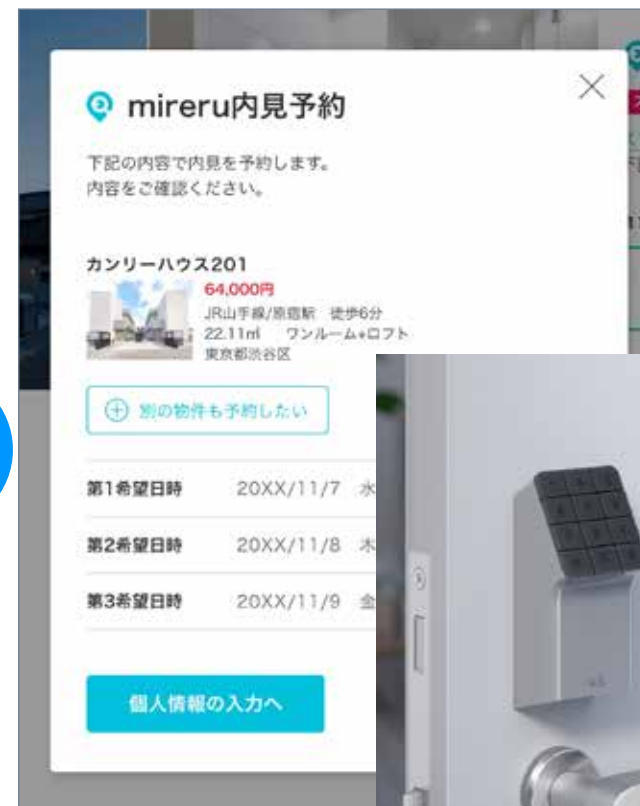 mireru内見予約
下記の内容で内見を予約します。
内容をご確認ください。
カンリーハウス201
64,000円
JR山手線/原宿駅 徒歩6分
22.11㎡ ワンルーム+ロフト
東京都渋谷区
別の物件も予約したい
第1希望日時 20XX/11/7 水
第2希望日時 20XX/11/8 木
第3希望日時 20XX/11/9 金
個人情報の入力へ